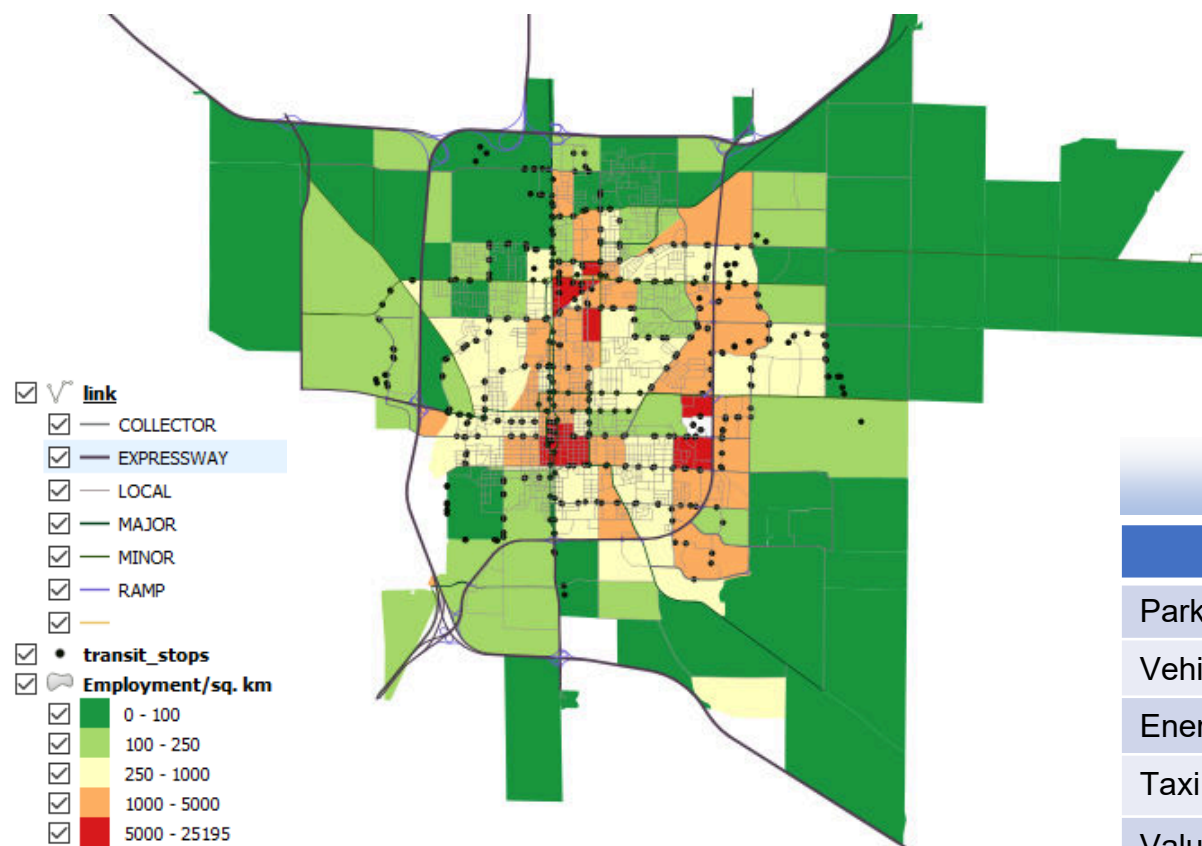 link
COLLECTOR
EXPRESSWAY
LOCAL
MAJOR
MINOR
RAMP
transit_stops
Employment/sq. km
0 - 100
100 - 250
250 - 1000
1000 - 5000
5000 - 25195
Park
Vehi
Ener
Taxi
Valu